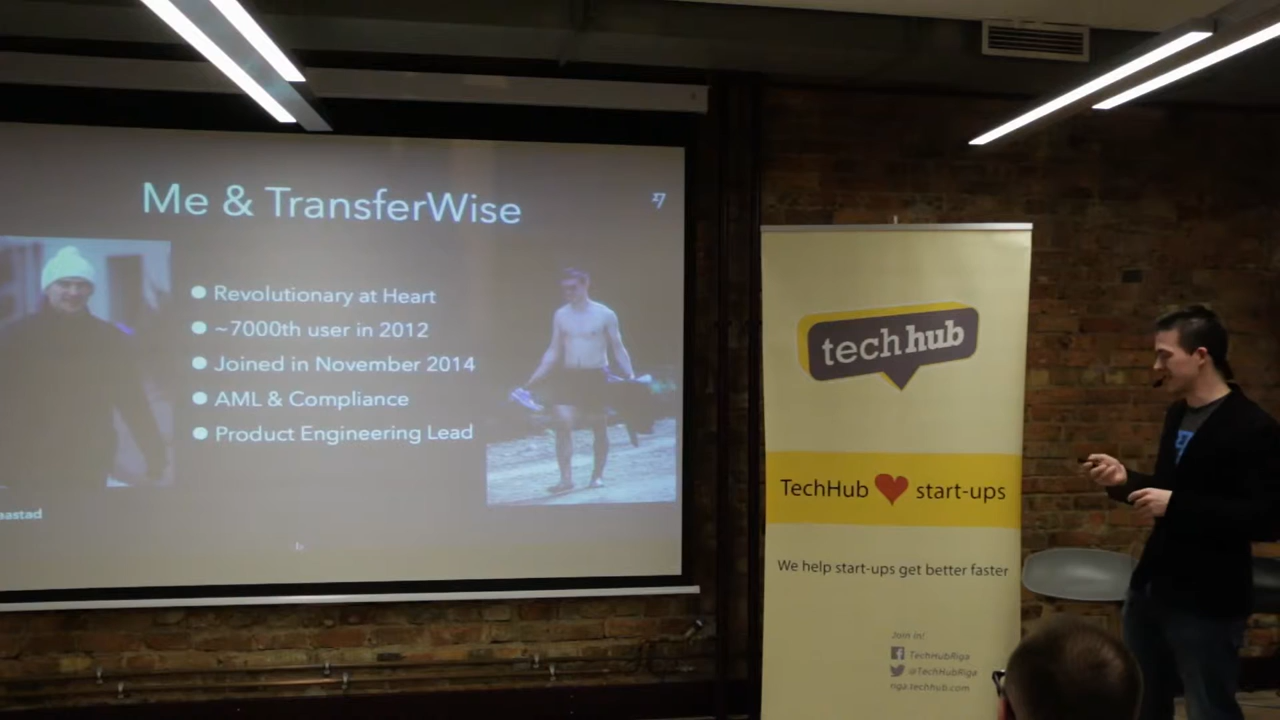 Me & TransferWise
Revolutionary at Heart
~7000th user in 2012
Joined in November 2014
AML & Compliance
Product Engineering Lead
aastad
techhub
TechHub ❤ start-ups
We help start-ups get better faster
Join in!
TechHubRiga
@TechHubRiga
riga.techhub.com